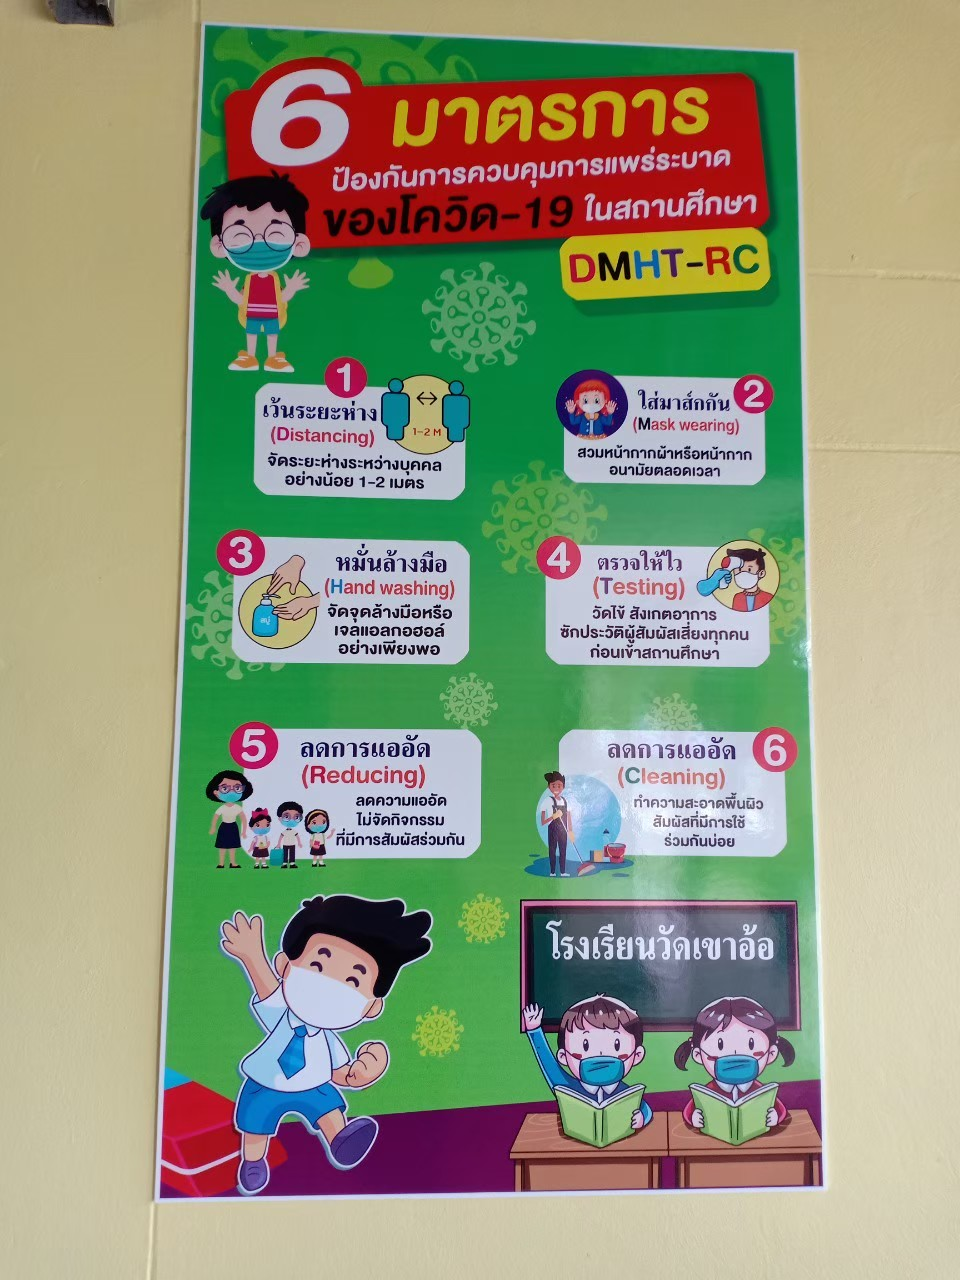 6 มาตรการ
ป้องกันการควบคุมการแพร่ระบาด
ของโควิด-19 ในสถานศึกษา
DMHT-RC
1
เว้นระยะห่าง
(Distancing)
1-2 M
จัดระยะห่างระหว่างบุคคล
อย่างน้อย 1-2 เมตร
2
ใส่มาส์กกัน
(Mask wearing)
สวมหน้ากากผ้าหรือหน้ากาก
อนามัยตลอดเวลา
3
หมั่นล้างมือ
(Hand washing)
จัดจุดล้างมือหรือ
เจลแอลกอฮอล์
อย่างเพียงพอ
4
ตรวจให้ไว
(Testing)
วัดไข้ สังเกตอาการ
ซักประวัติผู้สัมผัสเสี่ยงทุกคน
ก่อนเข้าสถานศึกษา
5
ลดการแออัด
(Reducing)
ลดความแออัด
ไม่จัดกิจกรรม
ที่มีการสัมผัสร่วมกัน
6
ลดการแออัด
(Cleaning)
ทำความสะอาดพื้นผิว
สัมผัสที่มีการใช้
ร่วมกันบ่อย
โรงเรียนวัดเขาอ้อ